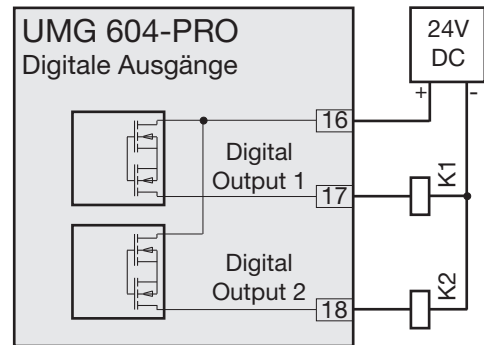 UMG 604-PRO
Digitale Ausgänge
24V
DC
+ -
16
Digital
Output 1
17
K1
Digital
Output 2
18
K2